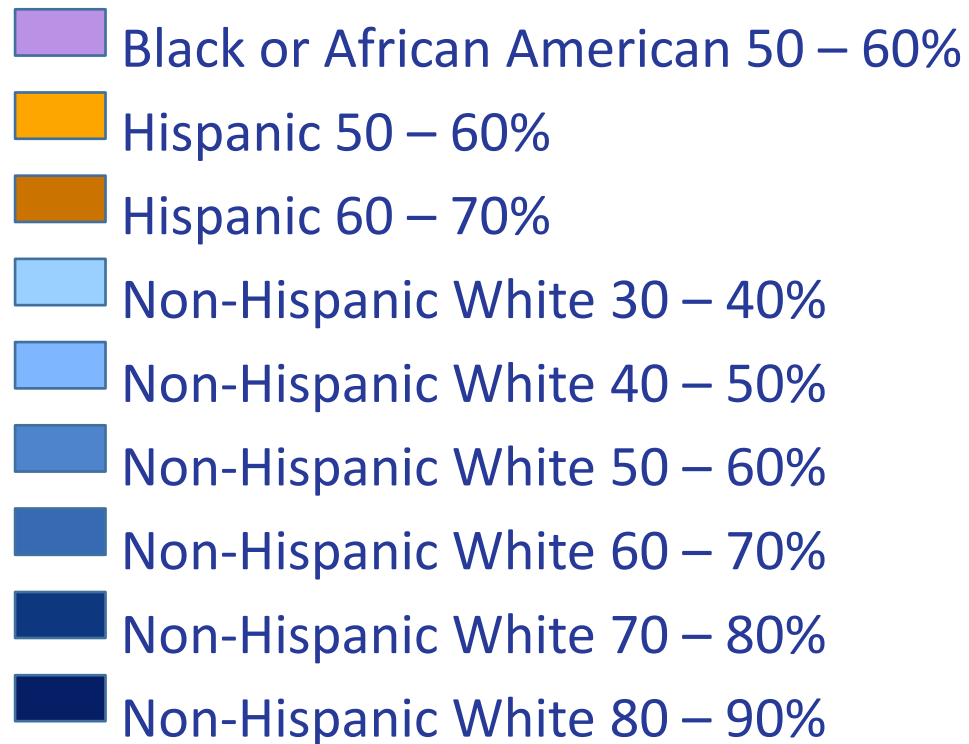 Black or African American 50 – 60%
Hispanic 50 – 60%
Hispanic 60 – 70%
Non-Hispanic White 30 – 40%
Non-Hispanic White 40 – 50%
Non-Hispanic White 50 – 60%
Non-Hispanic White 60 – 70%
Non-Hispanic White 70 – 80%
Non-Hispanic White 80 – 90%